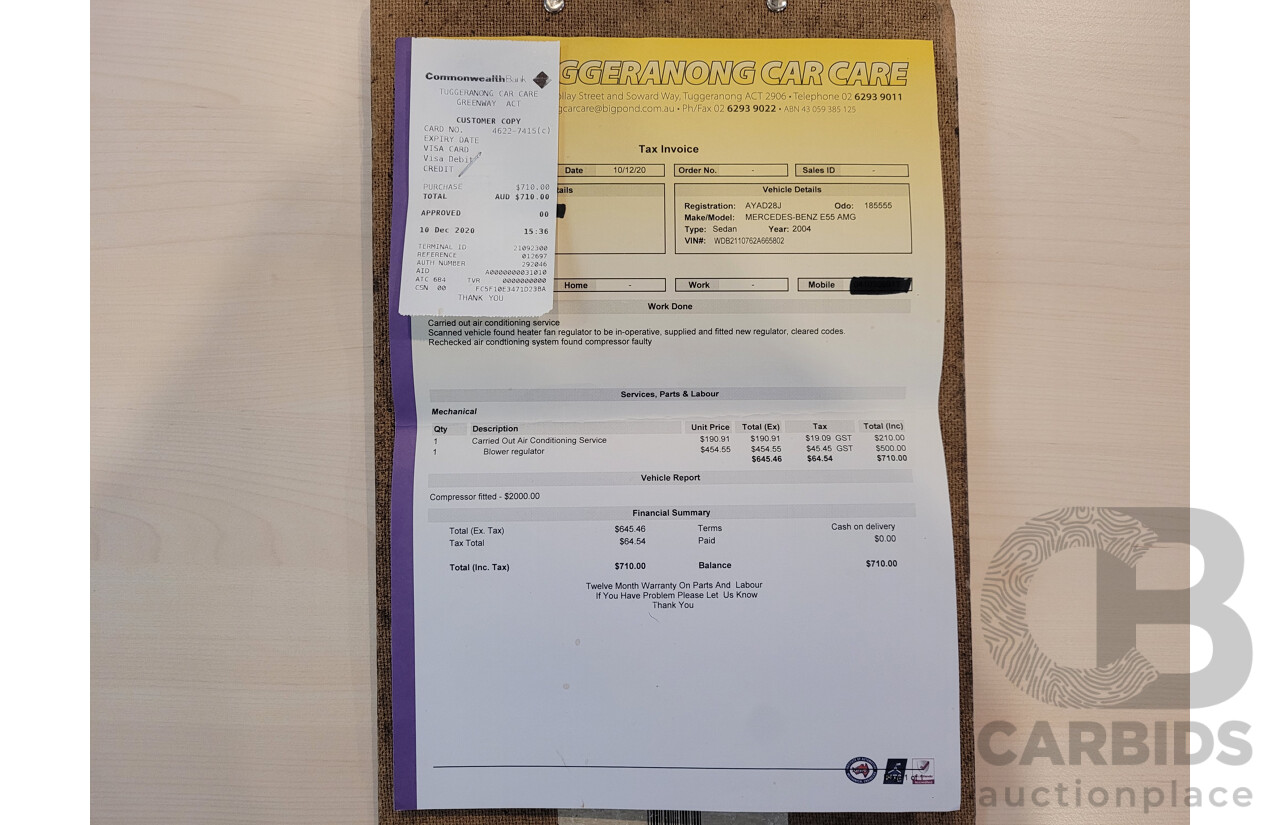 CommonwealthBank
TUGGERANONG CAR CARE
GREENWAY ACT
CUSTOMER COPY
CARD NO. 4622-7415(c)
EXPIRY DATE
VISA CARD
Visa Debit
CREDIT
PURCHASE $710.00
TOTAL AUD $710.00
APPROVED 00
10 Dec 2020 15:36
TERMINAL ID 21092300
REFERENCE 012697
AUTH NUMBER 292046
AID A0000000031010
ATC 684 TVR 0000000000
CSN 00 FC5F10E3471D23BA
THANK YOU
GGERANONG CAR CARE
llay Street and Soward Way, Tuggeranong ACT 2906 • Telephone 02 6293 9011
gcarcare@bigpond.com.au • Ph/Fax 02 6293 9022 • ABN 43 059 385 125
Tax Invoice
Date 10/12/20 Order No. - Sales ID -
ails Vehicle Details
Registration: AYAD28J Odo: 185555
Make/Model: MERCEDES-BENZ E55 AMG
Type: Sedan Year: 2004
VIN#: WDB2110762A665802
Home - Work - Mobile
Work Done
Carried out air conditioning service
Scanned vehicle found heater fan regulator to be in-operative, supplied and fitted new regulator, cleared codes.
Rechecked air condtioning system found compressor faulty
Services, Parts & Labour
Mechanical
Qty Description Unit Price Total (Ex) Tax Total (Inc)
1 Carried Out Air Conditioning Service $190.91 $190.91 $19.09 GST $210.00
1 Blower regulator $454.55 $454.55 $45.45 GST $500.00
$645.46 $64.54 $710.00
Vehicle Report
Compressor fitted - $2000.00
Financial Summary
Total (Ex. Tax) $645.46 Terms Cash on delivery
Tax Total $64.54 Paid $0.00
Total (Inc. Tax) $710.00 Balance $710.00
Twelve Month Warranty On Parts And Labour
If You Have Problem Please Let Us Know
Thank You
CB
CARBIDS
auctionplace